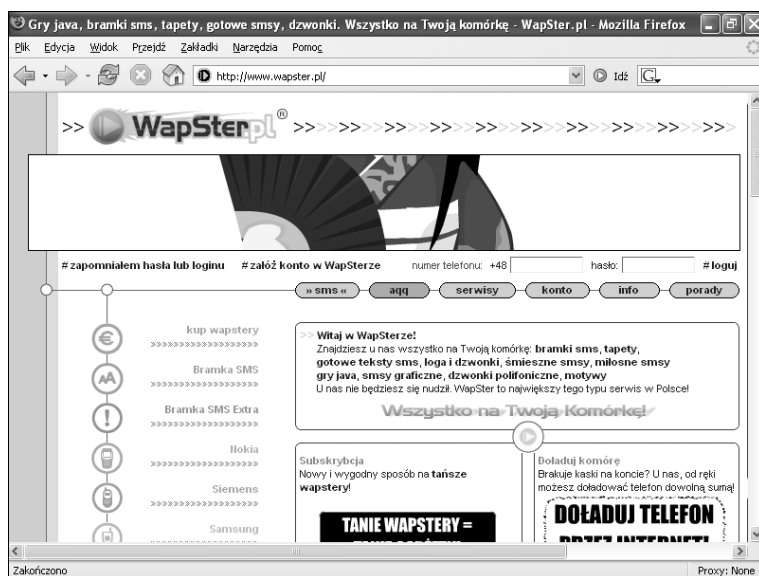 Gry java, bramki sms, tapety, gotowe smsy, dzwonki. Wszystko na Twoją komórkę - WapSter.pl - Mozilla Firefox
Plik Edycja Widok Przejdź Zakładki Narzędzia Pomoc
http://www.wapster.pl/ Idź G
>> WapSter.pl ® >>>>>>>>>>>>>>>>>>>>>>>>>>>>>>>>>>>>>>>
# zapomniałem hasła lub loginu # załóż konto w WapSterze numer telefonu: +48 hasło: # loguj
» sms « aqq serwisy konto info porady
kup wapstery
»»»»»»»»»»»»»»»»»»»
Bramka SMS
»»»»»»»»»»»»»»»»»»»
Bramka SMS Extra
»»»»»»»»»»»»»»»»»»»
Nokia
»»»»»»»»»»»»»»»»»»»
Siemens
»»»»»»»»»»»»»»»»»»»
Samsung
>> Witaj w WapSterze!
Znajdziesz u nas wszystko na Twoją komórkę: bramki sms, tapety,
gotowe teksty sms, loga i dzwonki, śmieszne smsy, miłosne smsy
gry java, smsy graficzne, dzwonki polifoniczne, motywy
U nas nie będziesz się nudził. WapSter to największy tego typu serwis w Polsce!
Wszystko na Twoją Komórkę!
Subskrybcja
Nowy i wygodny sposób na tańsze
wapstery!
TANIE WAPSTERY =
Doładuj komórę
Brakuje kaski na koncie? U nas, od ręki
możesz doładować telefon dowolną sumą!
DOŁADUJ TELEFON
PRZEZ INTERNET!
Zakończono Proxy: None